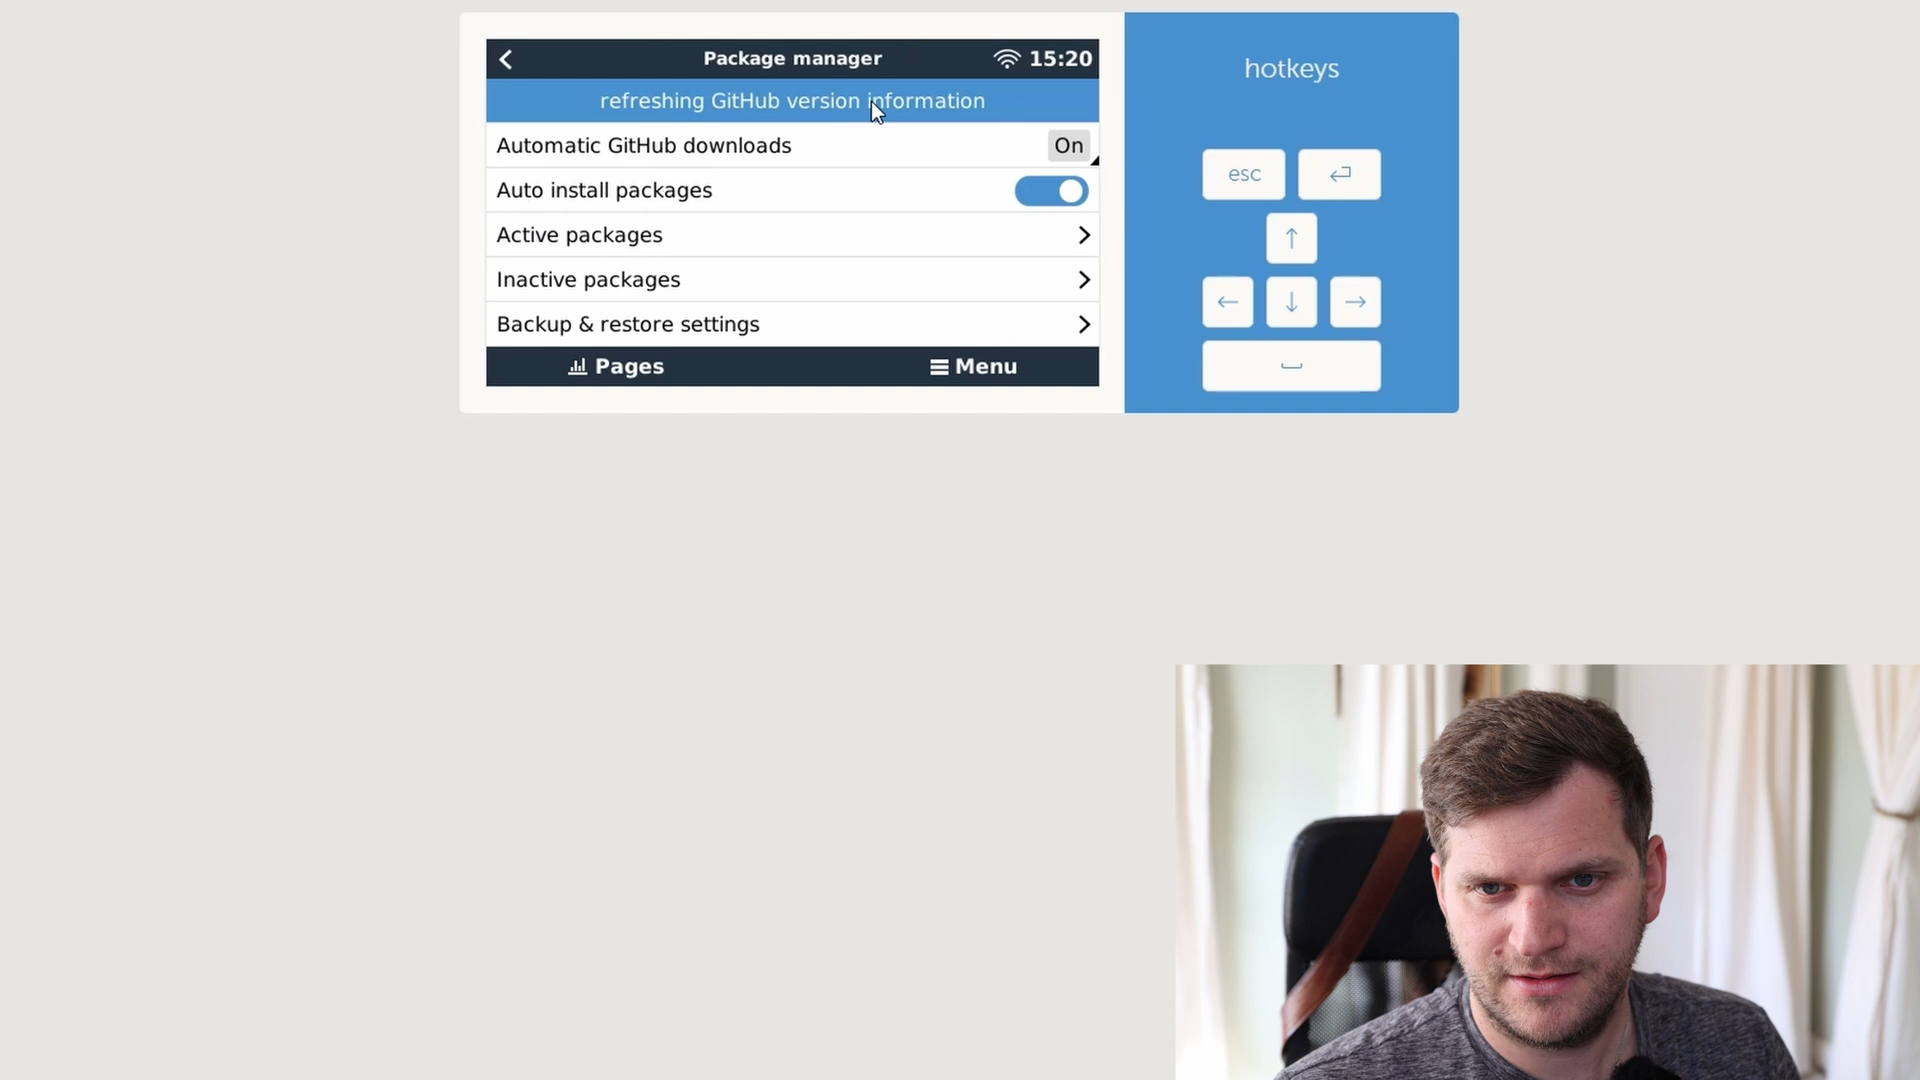 Package manager
15:20
refreshing GitHub version information
Automatic GitHub downloads
On
Auto install packages
Active packages
Inactive packages
Backup & restore settings
Pages
Menu
hotkeys
esc